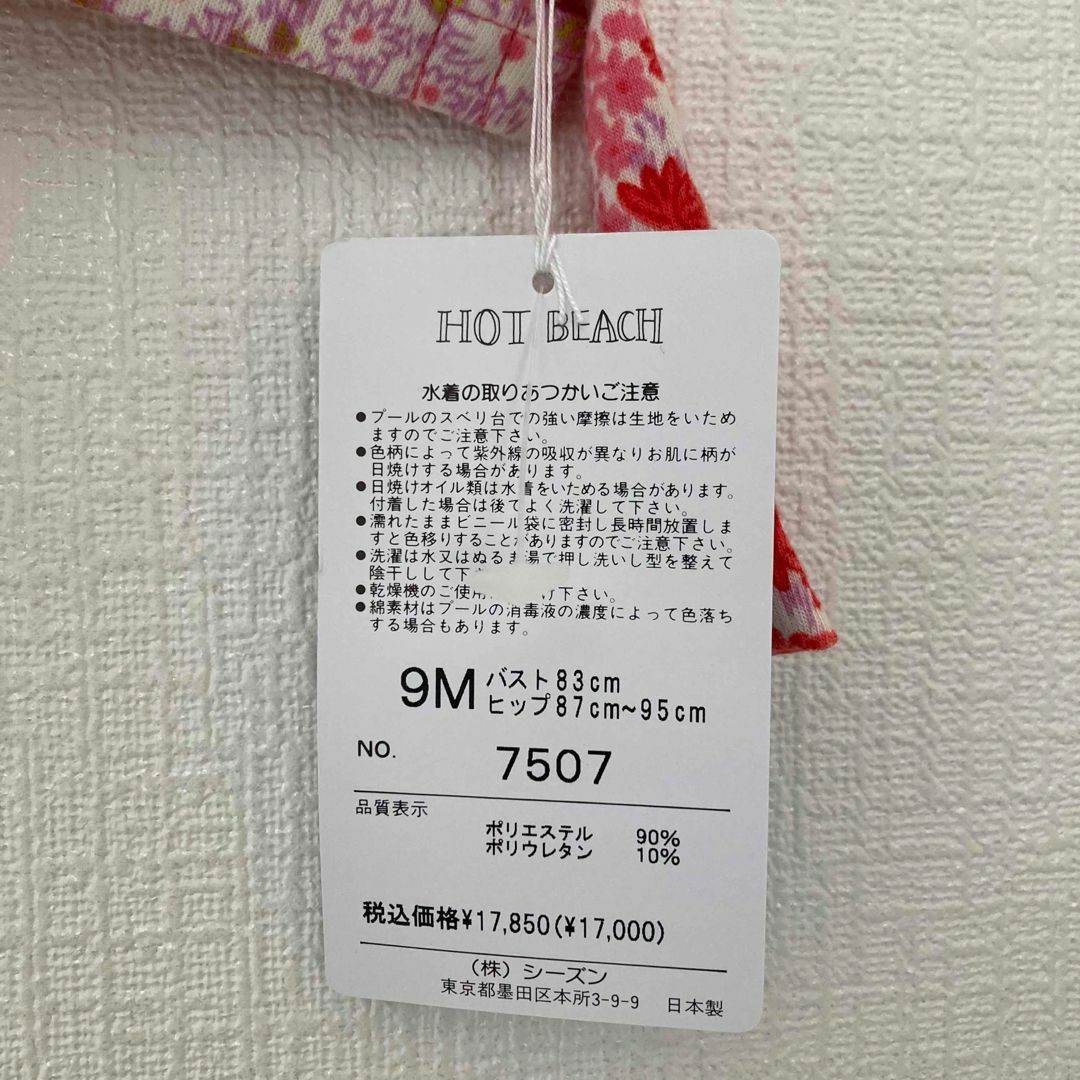 HOT BEACH
水着の取りあつかいご注意
●プールのスベリ台での強い摩擦は生地をいため
ますのでご注意下さい。
●色柄によって紫外線の吸収が異なりお肌に柄が
日焼けする場合があります。
●日焼けオイル類は水着をいためる場合があります。
付着した場合は後でよく洗濯して下さい。
●濡れたままビニール袋に密封し長時間放置しま
すと色移りすることがありますのでご注意下さい。
●洗濯は水又はぬるま湯で押し洗いし型を整えて
陰干しして下
●乾燥機のご使用 け下さい。
●綿素材はプールの消毒液の濃度によって色落ち
する場合もあります。
9M バスト83cm
ヒップ87cm~95cm
NO. 7507
品質表示
ポリエステル 90%
ポリウレタン 10%
税込価格¥17,850(¥17,000)
（株）シーズン
東京都墨田区本所3-9-9 日本製